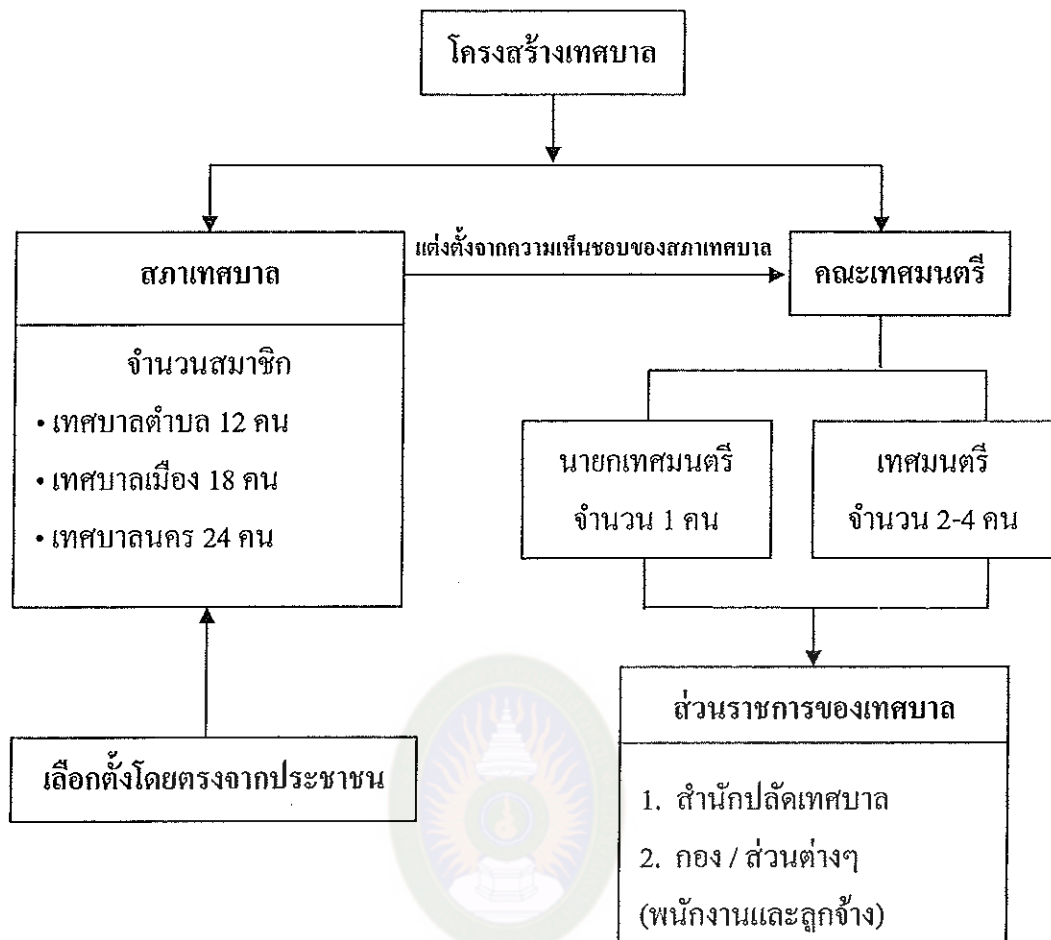 โครงสร้างเทศบาล
แต่งตั้งจากความเห็นชอบของสภาเทศบาล
สภาเทศบาล
คณะเทศมนตรี
จำนวนสมาชิก
• เทศบาลตำบล 12 คน
• เทศบาลเมือง 18 คน
• เทศบาลนคร 24 คน
นายกเทศมนตรี
จำนวน 1 คน
เทศมนตรี
จำนวน 2-4 คน
เลือกตั้งโดยตรงจากประชาชน
ส่วนราชการของเทศบาล
1. สำนักปลัดเทศบาล
2. กอง / ส่วนต่างๆ
(พนักงานและลูกจ้าง)